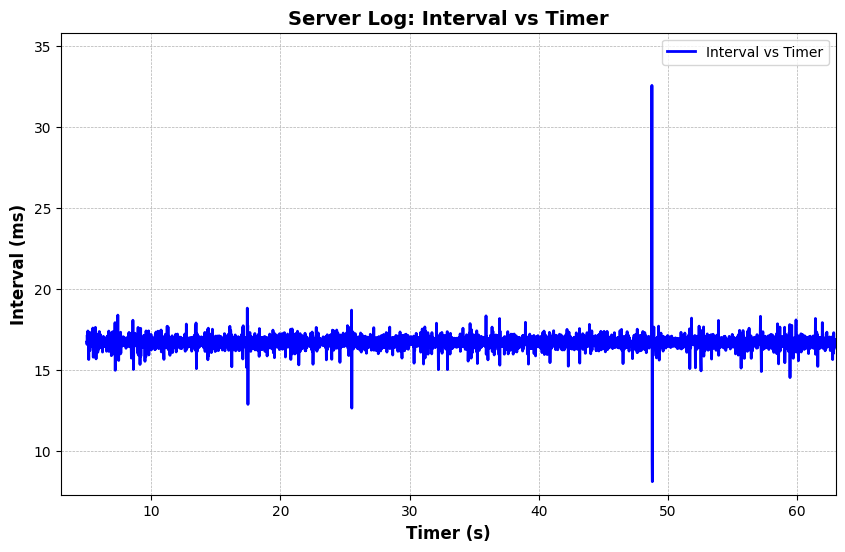 Server Log: Interval vs Timer
Interval vs Timer
35
30
25
20
15
10
Interval (ms)
10 20 30 40 50 60
Timer (s)